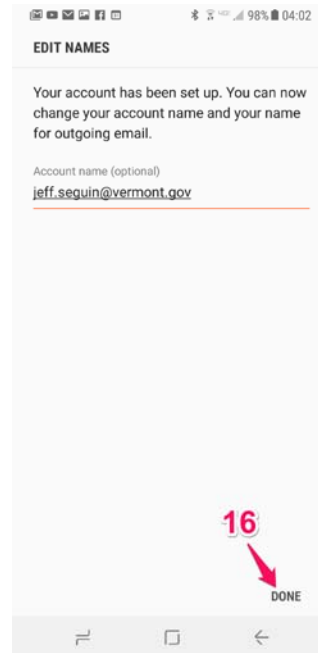 98% 04:02
EDIT NAMES
Your account has been set up. You can now
change your account name and your name
for outgoing email.
Account name (optional)
jeff.seguin@vermont.gov
16
DONE